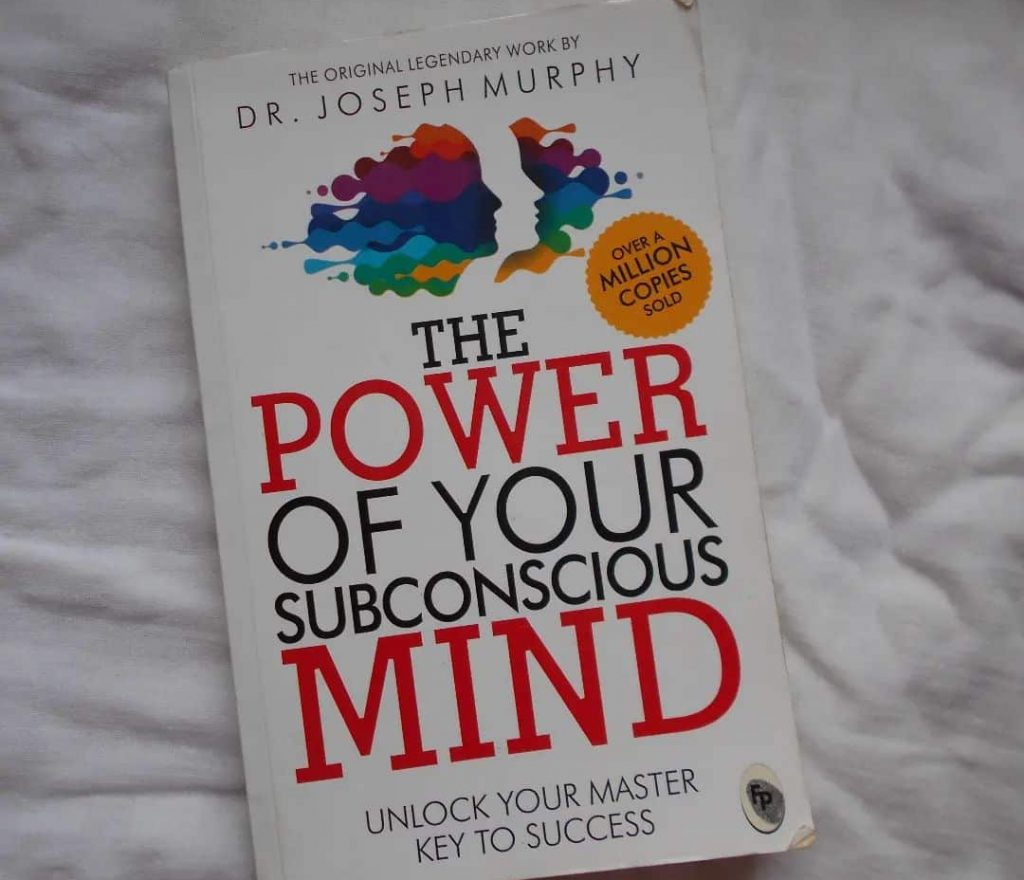 THE ORIGINAL LEGENDARY WORK BY
DR. JOSEPH MURPHY
OVER A
MILLION
COPIES
SOLD
THE
POWER
OF YOUR
SUBCONSCIOUS
MIND
UNLOCK YOUR MASTER
KEY TO SUCCESS
FP